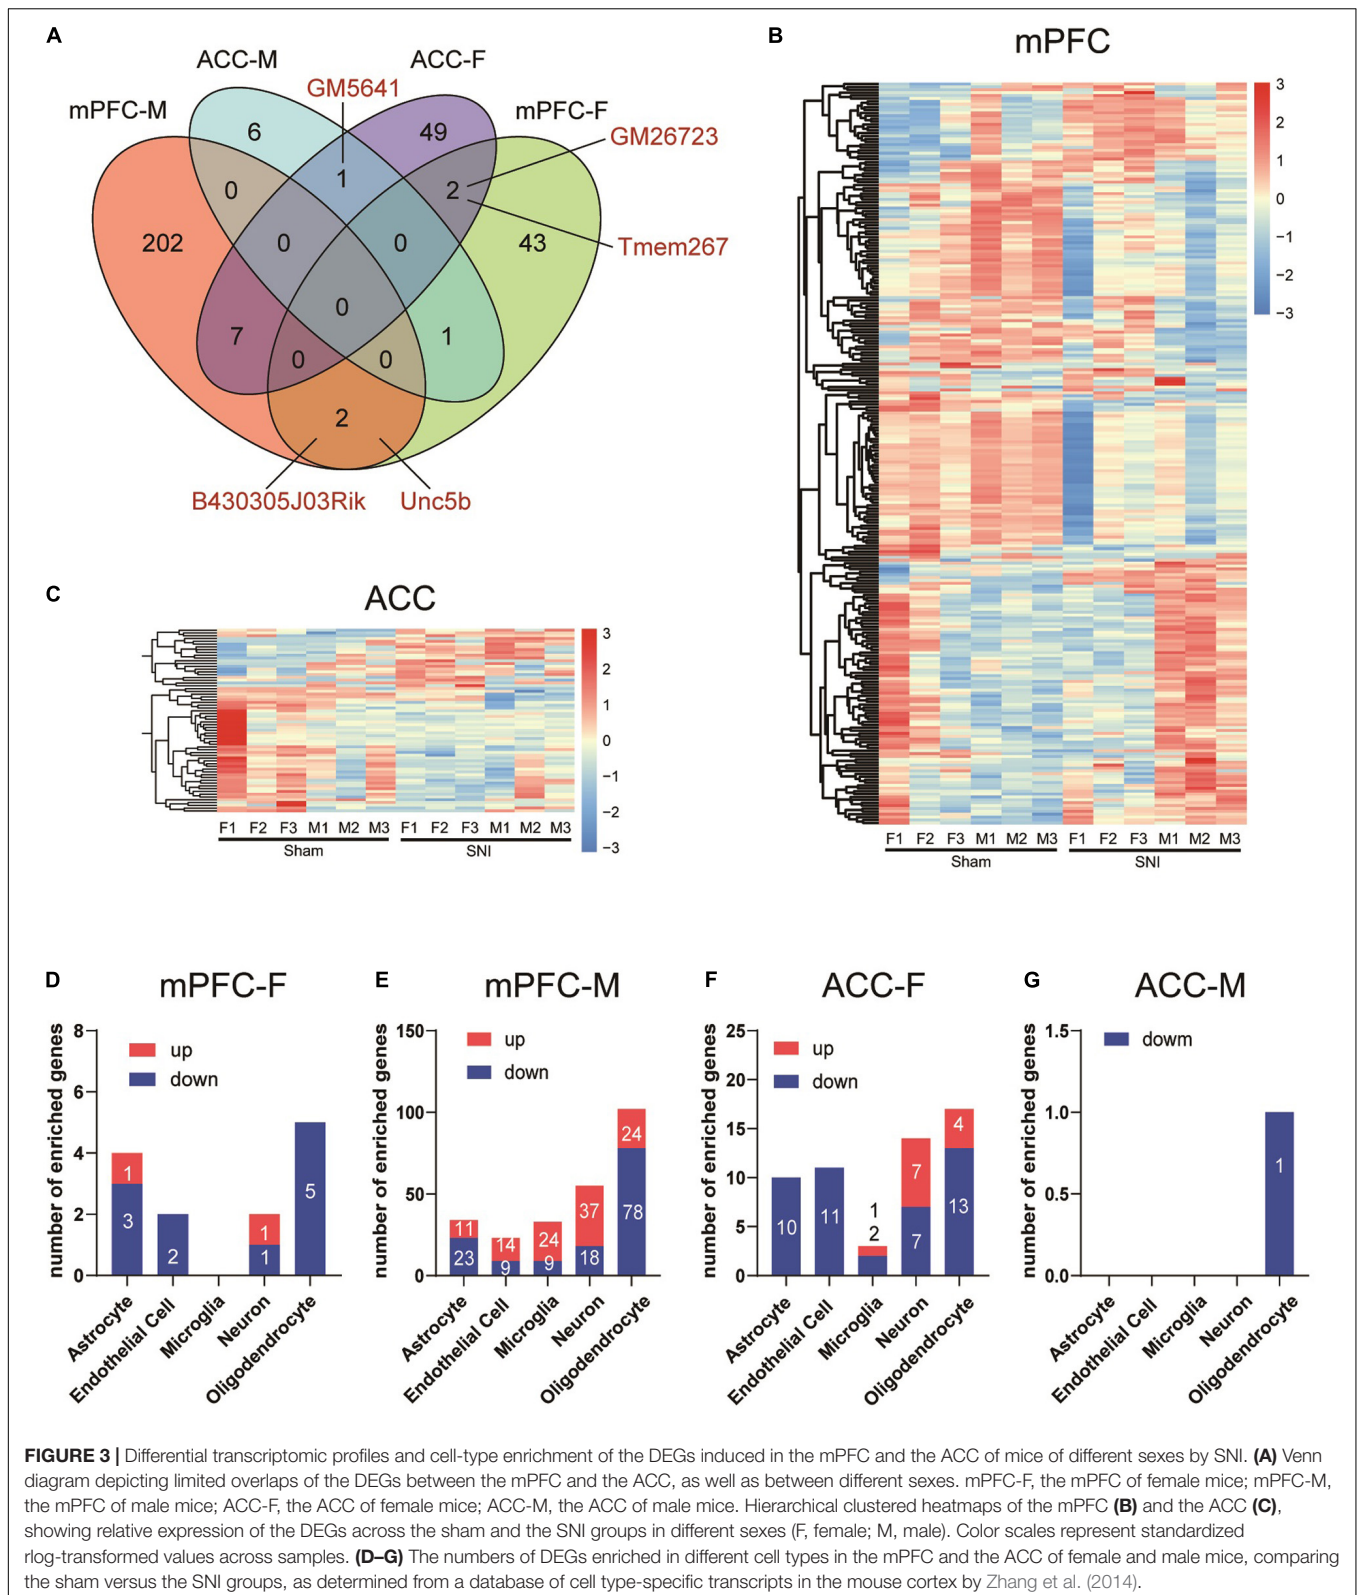 A
ACC-M
ACC-F
mPFC-M
GM5641
mPFC-F
6
49
GM26723
0
1
2
202
0
0
43
Tmem267
0
7
0
0
1
2
B430305J03Rik
Unc5b
B
mPFC
3
2
1
0
−1
−2
−3
F1 F2 F3 M1 M2 M3 F1 F2 F3 M1 M2 M3
Sham SNI
C
ACC
3
2
1
0
−1
−2
−3
F1 F2 F3 M1 M2 M3 F1 F2 F3 M1 M2 M3
Sham SNI
D
mPFC-F
number of enriched genes
8
6
4
2
0
up
down
1
3
2
1
1
5
Astrocyte
Endothelial Cell
Microglia
Neuron
Oligodendrocyte
E
mPFC-M
number of enriched genes
150
100
50
0
up
down
11
23
14
9
24
9
37
18
24
78
Astrocyte
Endothelial Cell
Microglia
Neuron
Oligodendrocyte
F
ACC-F
number of enriched genes
25
20
15
10
5
0
up
down
10
11
1
2
7
7
4
13
Astrocyte
Endothelial Cell
Microglia
Neuron
Oligodendrocyte
G
ACC-M
number of enriched genes
1.5
1.0
0.5
0.0
dowm
1
Astrocyte
Endothelial Cell
Microglia
Neuron
Oligodendrocyte
FIGURE 3 | Differential transcriptomic profiles and cell-type enrichment of the DEGs induced in the mPFC and the ACC of mice of different sexes by SNI. (A) Venn
diagram depicting limited overlaps of the DEGs between the mPFC and the ACC, as well as between different sexes. mPFC-F, the mPFC of female mice; mPFC-M,
the mPFC of male mice; ACC-F, the ACC of female mice; ACC-M, the ACC of male mice. Hierarchical clustered heatmaps of the mPFC (B) and the ACC (C),
showing relative expression of the DEGs across the sham and the SNI groups in different sexes (F, female; M, male). Color scales represent standardized
rlog-transformed values across samples. (D–G) The numbers of DEGs enriched in different cell types in the mPFC and the ACC of female and male mice, comparing
the sham versus the SNI groups, as determined from a database of cell type-specific transcripts in the mouse cortex by Zhang et al. (2014).